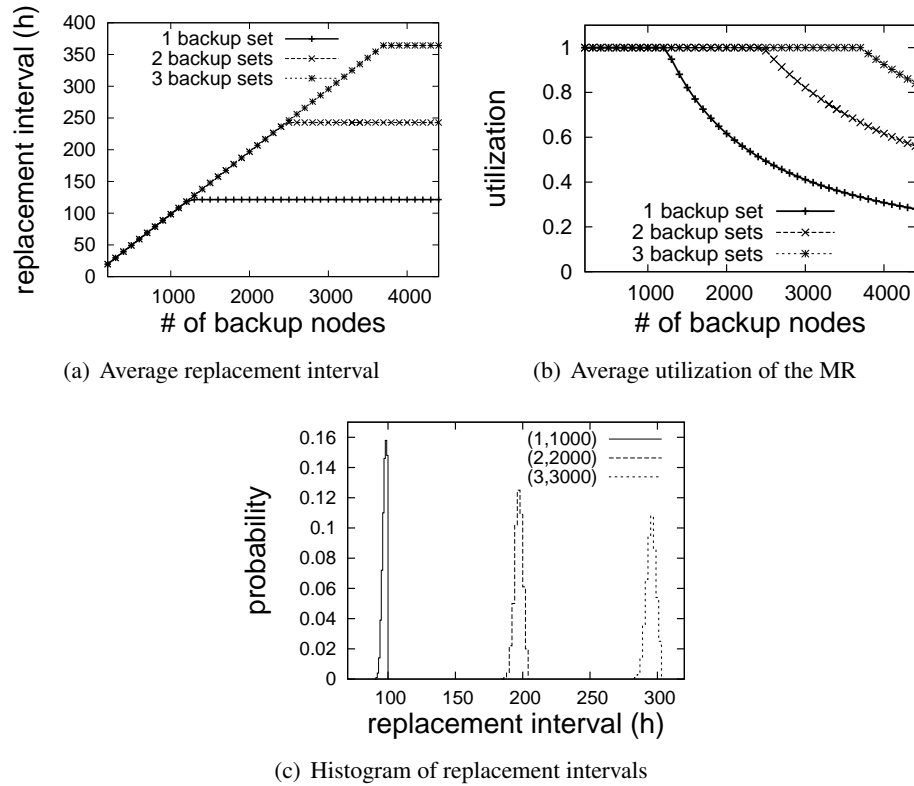 400
350
300
250
200
150
100
50
0
replacement interval (h)
1 backup set
2 backup sets
3 backup sets
1000 2000 3000 4000
# of backup nodes
(a) Average replacement interval
1
0.8
0.6
0.4
0.2
0
utilization
1 backup set
2 backup sets
3 backup sets
1000 2000 3000 4000
# of backup nodes
(b) Average utilization of the MR
0.16
0.14
0.12
0.1
0.08
0.06
0.04
0.02
0
probability
(1,1000)
(2,2000)
(3,3000)
100 150 200 250 300
replacement interval (h)
(c) Histogram of replacement intervals